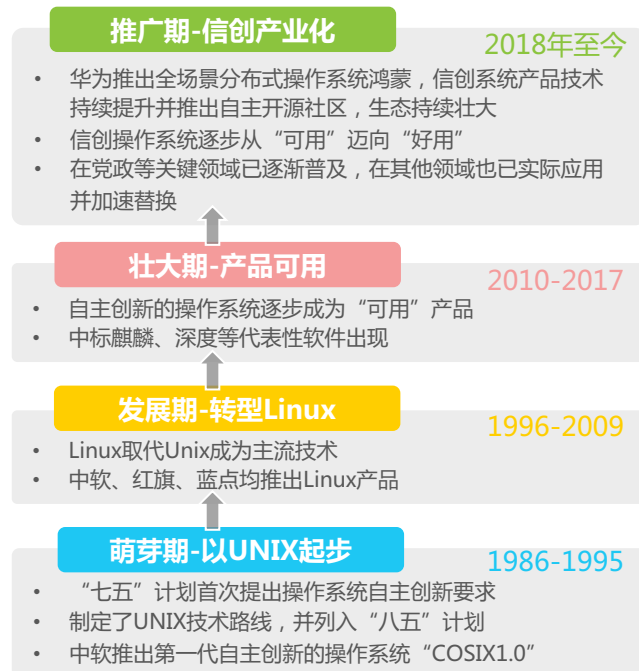 推广期-信创产业化
2018年至今
• 华为推出全场景分布式操作系统鸿蒙，信创系统产品技术
持续提升并推出自主开源社区，生态持续壮大
• 信创操作系统逐步从“可用”迈向“好用”
• 在党政等关键领域已逐渐普及，在其他领域也已实际应用
并加速替换
壮大期-产品可用
2010-2017
• 自主创新的操作系统逐步成为“可用”产品
• 中标麒麟、深度等代表性软件出现
发展期-转型Linux
1996-2009
• Linux取代Unix成为主流技术
• 中软、红旗、蓝点均推出Linux产品
萌芽期-以UNIX起步
1986-1995
• “七五”计划首次提出操作系统自主创新要求
• 制定了UNIX技术路线，并列入“八五”计划
• 中软推出第一代自主创新的操作系统“COSIX1.0”